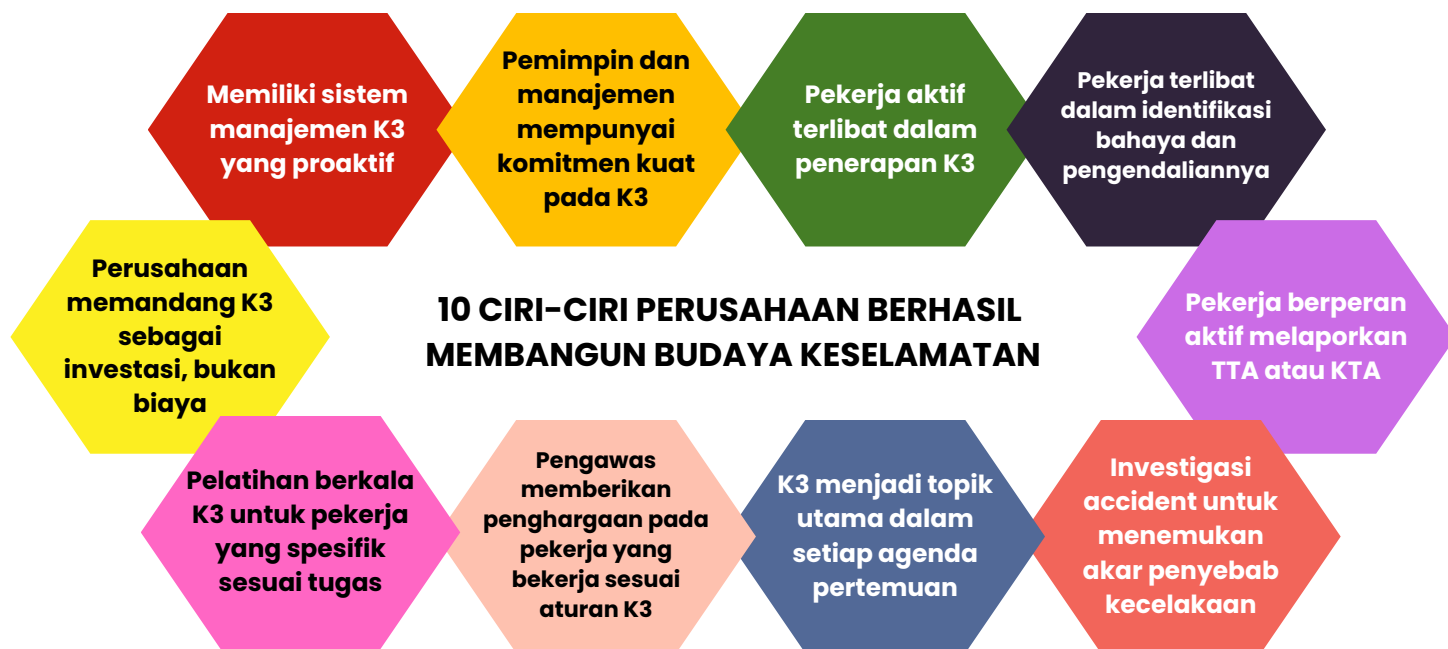 Memiliki sistem
manajemen K3
yang proaktif
Pemimpin dan
manajemen
mempunyai
komitmen kuat
pada K3
Pekerja aktif
terlibat dalam
penerapan K3
Pekerja terlibat
dalam identifikasi
bahaya dan
pengendaliannya
Perusahaan
memandang K3
sebagai
investasi, bukan
biaya
10 CIRI-CIRI PERUSAHAAN BERHASIL
MEMBANGUN BUDAYA KESELAMATAN
Pekerja berperan
aktif melaporkan
TTA atau KTA
Pelatihan berkala
K3 untuk pekerja
yang spesifik
sesuai tugas
Pengawas
memberikan
penghargaan pada
pekerja yang
bekerja sesuai
aturan K3
K3 menjadi topik
utama dalam
setiap agenda
pertemuan
Investigasi
accident untuk
menemukan
akar penyebab
kecelakaan